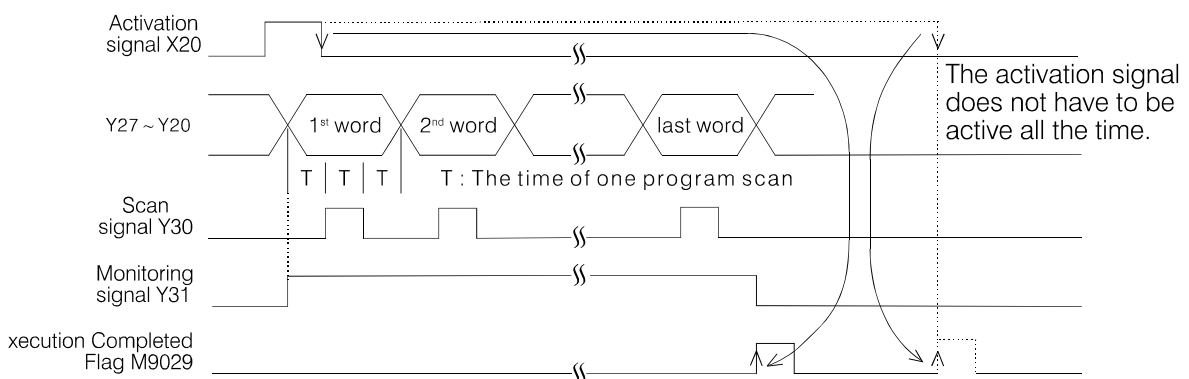 Activation
signal X20
The activation signal
does not have to be
active all the time.
Y27 ~ Y20
1st word
2nd word
last word
T
T
T
T : The time of one program scan
Scan
signal Y30
Monitoring
signal Y31
xecution Completed
Flag M9029